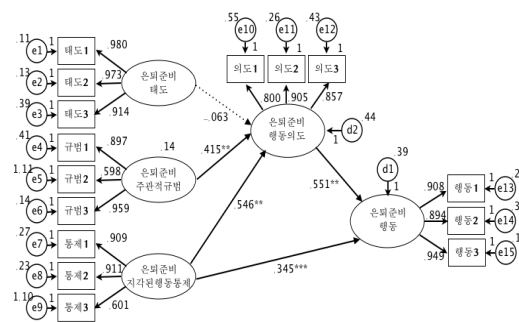 .55 .26 .43
e10 e11 e12
1 1 1
의도1 의도2 의도3
.800 .905 .857
.11
e1 1 태도1 .980
.13
e2 1 태도2 .973
.39
e3 1 태도3 .914
은퇴준비
태도
-.063
은퇴준비
행동의도
.44
d2
1
.41
e4 1 규범1 .897
1.11
e5 1 규범2 .598
.14
e6 1 규범3 .959
.14
은퇴준비
주관적규범
.415**
.546**
.551**
.39
d1
1
은퇴준비
행동
.908 행동1 1 e13 2
.894 행동2 1 e14 3
.949 행동3 1 e15 1
.27
e7 1 통제1 .909
.23
e8 1 통제2 .911
1.10
e9 1 통제3 .601
은퇴준비
지각된행동통제
.345***